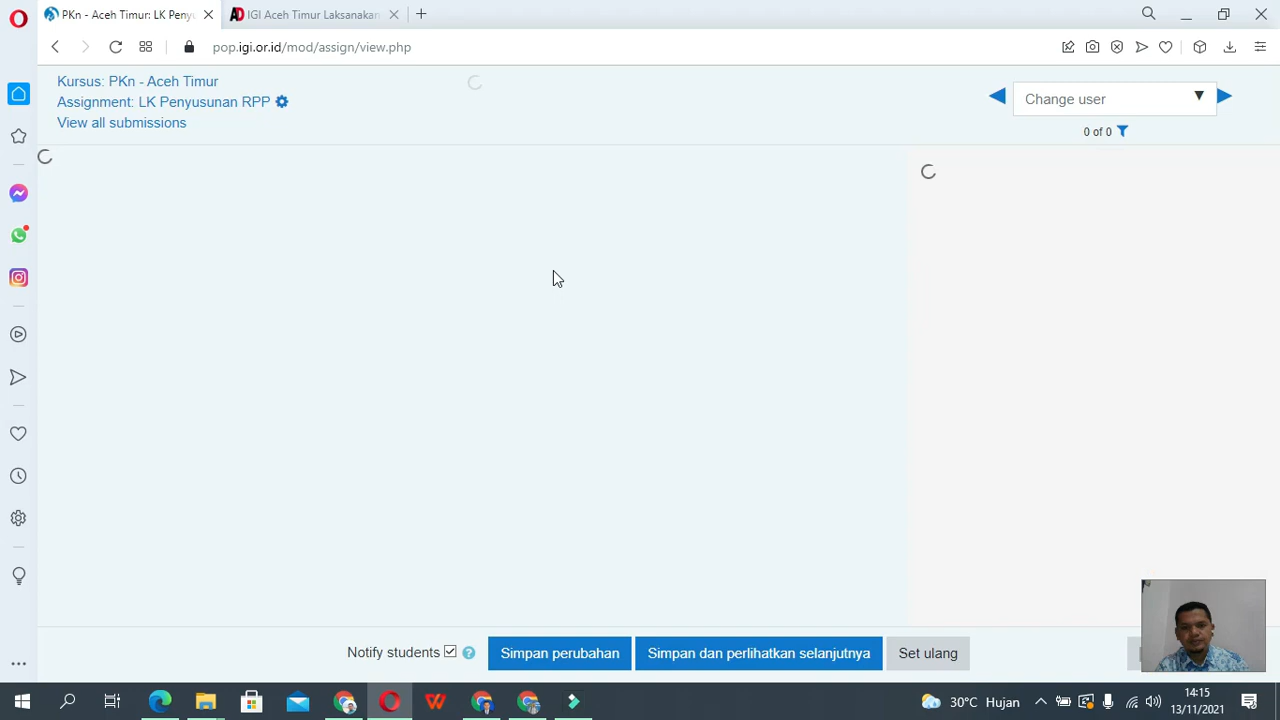 PKn - Aceh Timur: LK Penyu
IGI Aceh Timur Laksanakan
pop.igi.or.id/mod/assign/view.php
Kursus: PKn - Aceh Timur
Assignment: LK Penyusunan RPP
View all submissions
Change user
0 of 0
Notify students
Simpan perubahan
Simpan dan perlihatkan selanjutnya
Set ulang
30°C Hujan
14:15
13/11/2021